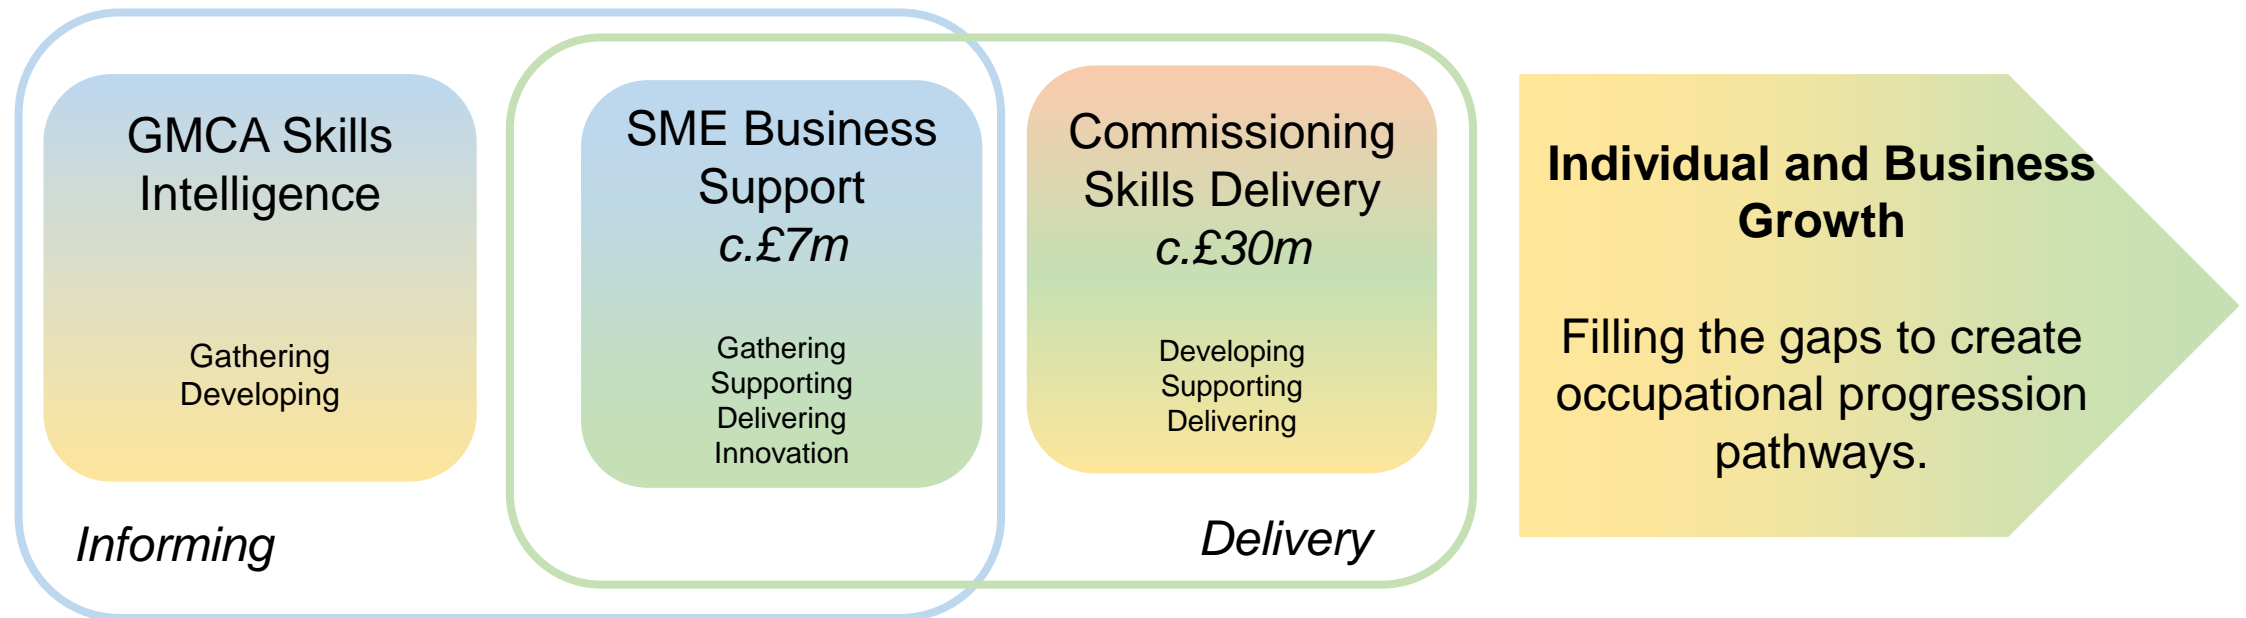 GMCA Skills
Intelligence
Gathering
Developing
Informing
SME Business
Support
c.£7m
Gathering
Supporting
Delivering
Innovation
Commissioning
Skills Delivery
c.£30m
Developing
Supporting
Delivering
Delivery
Individual and Business
Growth
Filling the gaps to create
occupational progression
pathways.